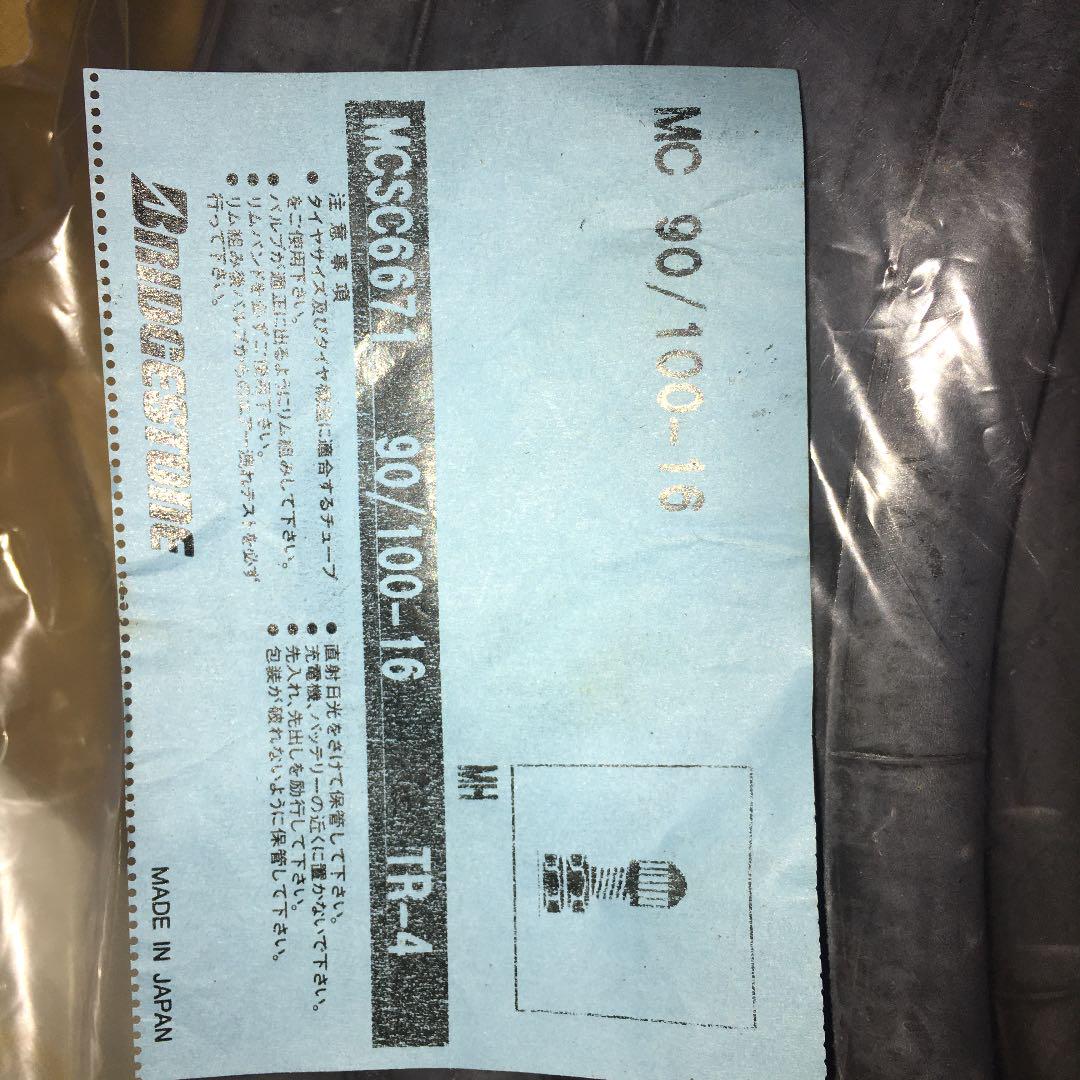 MC 90/100-16
MH
MCSC6671 90/100-16 TR-4
注意事項
● タイヤサイズ及びタイヤ構造に適合するチューブ
をご使用下さい。
● バルブが適正に出るようにリム組みして下さい。
● リムバンドを必ずご使用下さい。
● リム組み後バルブからのエアー洩れテストを必ず
行って下さい。
● 直射日光をさけて保管して下さい。
● 充電機、バッテリーの近くに置かないで下さい。
● 先入れ、先出しを励行して下さい。
● 包装が破れないように保管して下さい。
BRIDGESTONE
MADE IN JAPAN